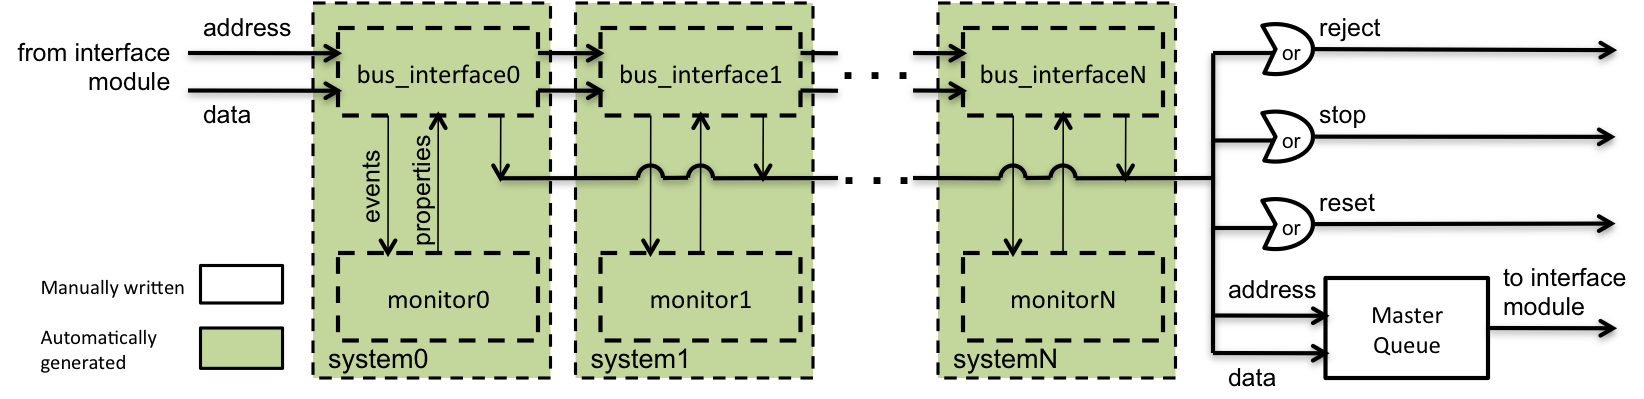 address
from interface
module
data
bus_interface0
bus_interface1
. . .
bus_interfaceN
events
properties
. . .
monitor0
monitor1
monitorN
system0
system1
systemN
Manually written
Automatically
generated
or
reject
or
stop
or
reset
address
data
Master
Queue
to interface
module